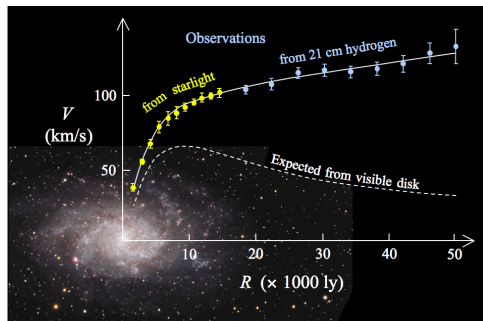 Observations
from starlight
from 21 cm hydrogen
V
(km/s)
100
50
Expected from visible disk
10
20
30
40
50
R (× 1000 ly)